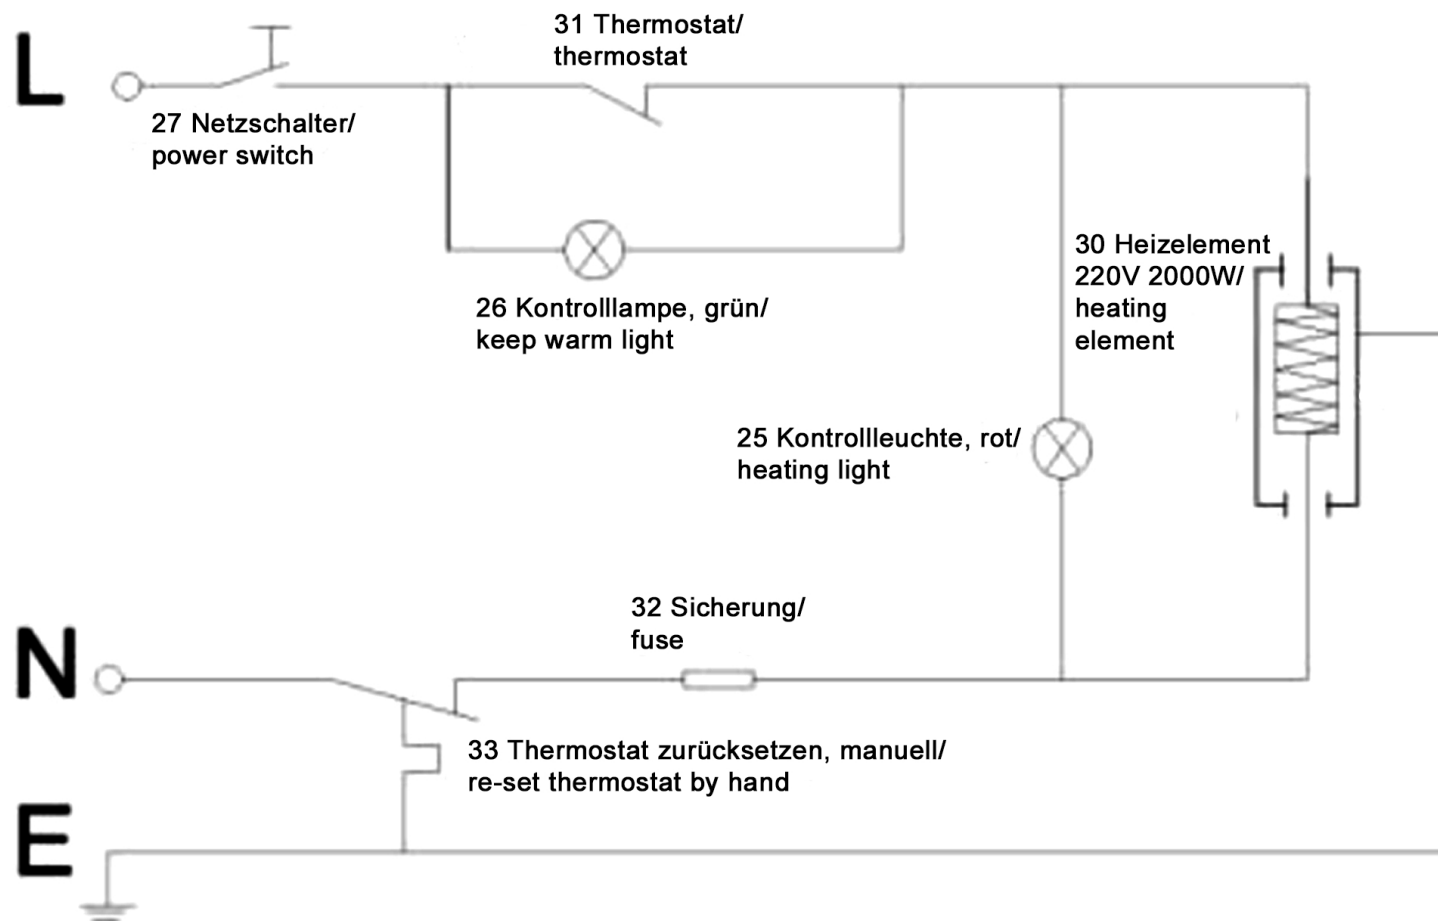 L
31 Thermostat/
thermostat
27 Netzschalter/
power switch
30 Heizelement
220V 2000W/
heating
element
26 Kontrolllampe, grün/
keep warm light
25 Kontrollleuchte, rot/
heating light
32 Sicherung/
fuse
N
33 Thermostat zurücksetzen, manuell/
re-set thermostat by hand
E